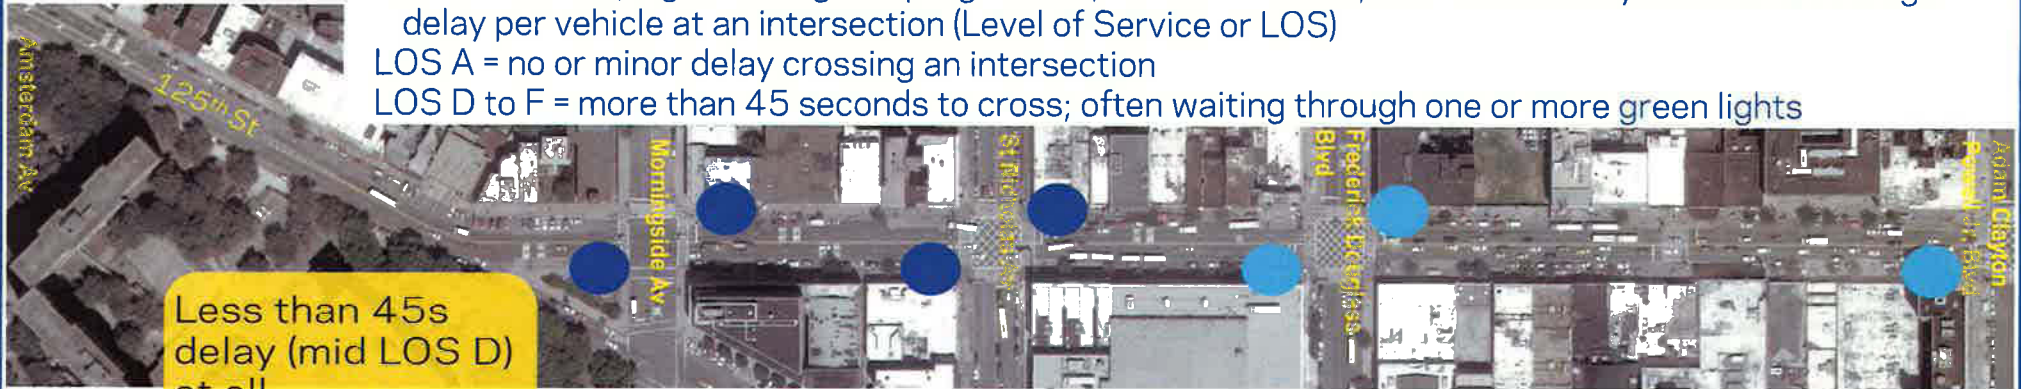 delay per vehicle at an intersection (Level of Service or LOS)
LOS A = no or minor delay crossing an intersection
LOS D to F = more than 45 seconds to cross; often waiting through one or more green lights
Amsterdam Av
125th St
Morningside Av
St Nicholas Av
Frederick Douglass
Blvd
Adam Clayton
Powell Jr. Blvd
Less than 45s
delay (mid LOS D)
at all